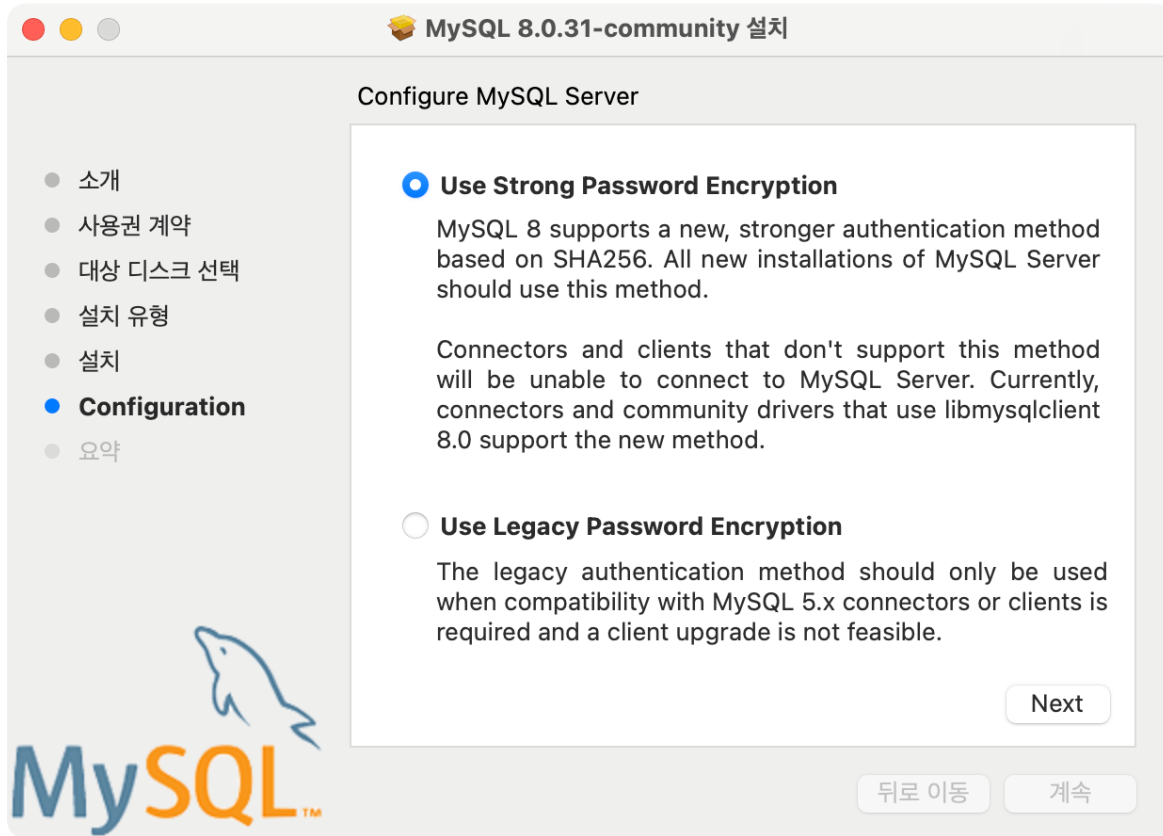 MySQL 8.0.31-community 설치
Configure MySQL Server
소개
사용권 계약
대상 디스크 선택
설치 유형
설치
Configuration
요약
Use Strong Password Encryption
MySQL 8 supports a new, stronger authentication method
based on SHA256. All new installations of MySQL Server
should use this method.
Connectors and clients that don't support this method
will be unable to connect to MySQL Server. Currently,
connectors and community drivers that use libmysqlclient
8.0 support the new method.
Use Legacy Password Encryption
The legacy authentication method should only be used
when compatibility with MySQL 5.x connectors or clients is
required and a client upgrade is not feasible.
Next
MySQL™
뒤로 이동
계속